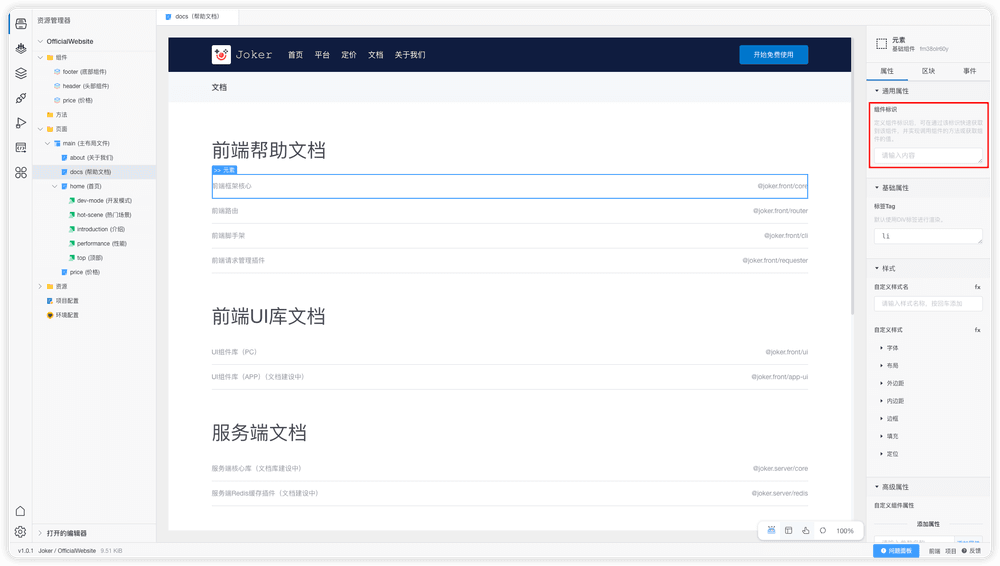 资源管理器
OfficialWebsite
组件
footer (底部组件)
header (头部组件)
price (价格)
方法
页面
main (主布局文件)
about (关于我们)
docs (帮助文档)
home (首页)
dev-mode (开发模式)
hot-scene (热门场景)
introduction (介绍)
performance (性能)
top (顶部)
price (价格)
资源
项目配置
环境配置
打开的编辑器
docs（帮助文档）
Joker 首页 平台 定价 文档 关于我们 开始免费使用
文档
前端帮助文档
>> 元素
前端框架核心 @joker.front/core
前端路由 @joker.front/router
前端脚手架 @joker.front/cli
前端请求管理插件 @joker.front/requester
前端UI库文档
UI组件库（PC） @joker.front/ui
UI组件库（APP）（文档建设中） @joker.front/app-ui
服务端文档
服务端核心库（文档库建设中） @joker.server/core
服务端Redis缓存插件（文档建设中） @joker.server/redis
100%
元素
基础组件
属性 区块 事件
通用属性
组件标识
请输入内容
基础属性
标签Tag
默认使用DIV标签进行渲染。
li
样式
自定义样式名 fx
请输入样式名称，按回车添加
自定义样式 fx
字体
布局
外边距
内边距
边框
填充
定位
高级属性
自定义组件属性
添加属性
v1.0.1 Joker / OfficialWebsite 9.51 KiB
问题面板 前端 项目 反馈